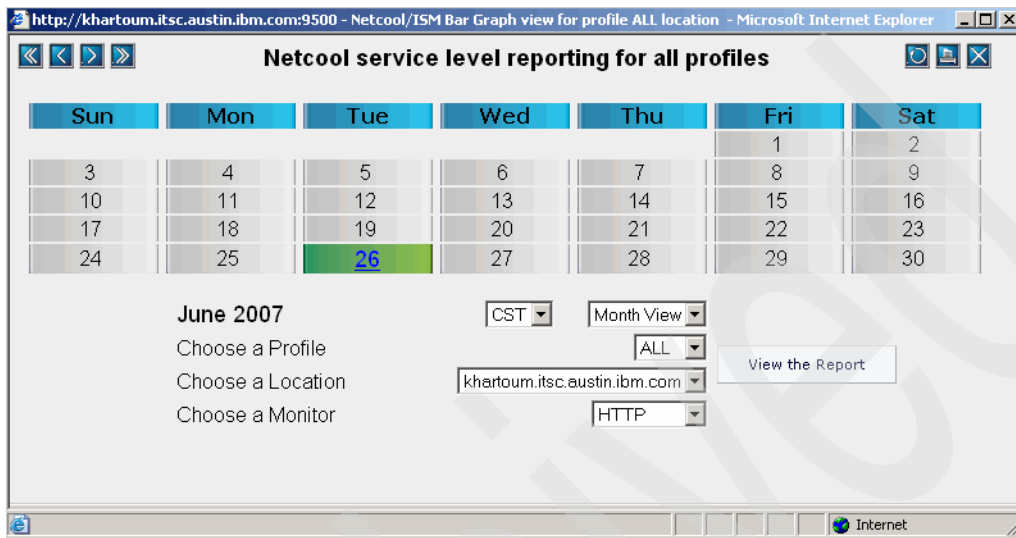 http://khartoum.itsc.austin.ibm.com:9500 - Netcool/ISM Bar Graph view for profile ALL location - Microsoft Internet Explorer
Netcool service level reporting for all profiles
Sun Mon Tue Wed Thu Fri Sat
1 2
3 4 5 6 7 8 9
10 11 12 13 14 15 16
17 18 19 20 21 22 23
24 25 26 27 28 29 30
June 2007 CST Month View
Choose a Profile ALL
View the Report
Choose a Location khartoum.itsc.austin.ibm.com
Choose a Monitor HTTP
Internet